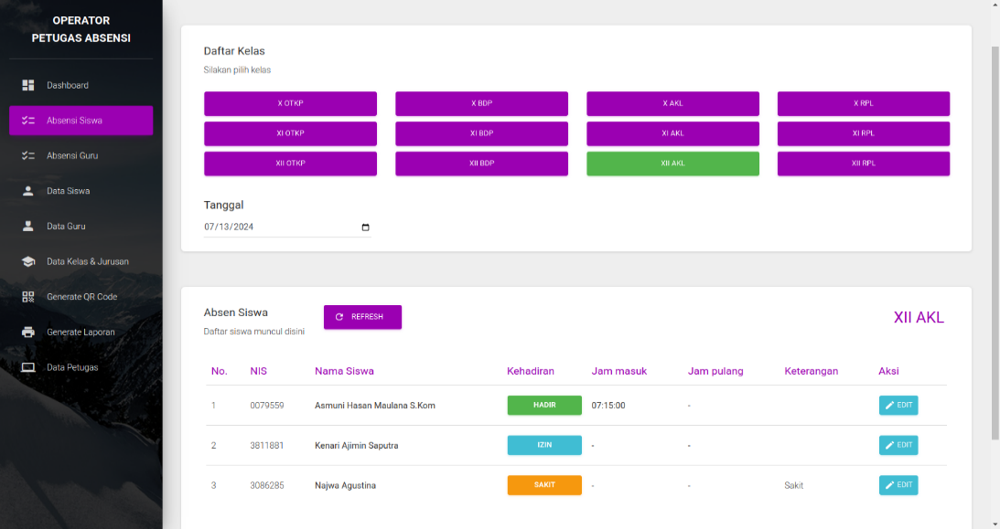 OPERATOR
PETUGAS ABSENSI
Dashboard
Absensi Siswa
Absensi Guru
Data Siswa
Data Guru
Data Kelas & Jurusan
Generate QR Code
Generate Laporan
Data Petugas
Daftar Kelas
Silakan pilih kelas
X OTKP X BDP X AKL X RPL
XI OTKP XI BDP XI AKL XI RPL
XII OTKP XII BDP XII AKL XII RPL
Tanggal
07/13/2024
Absen Siswa REFRESH XII AKL
Daftar siswa muncul disini
No. NIS Nama Siswa Kehadiran Jam masuk Jam pulang Keterangan Aksi
1 0079559 Asmuni Hasan Maulana S.Kom HADIR 07:15:00 - EDIT
2 3811881 Kenari Ajimin Saputra IZIN - - EDIT
3 3086285 Najwa Agustina SAKIT - - Sakit EDIT